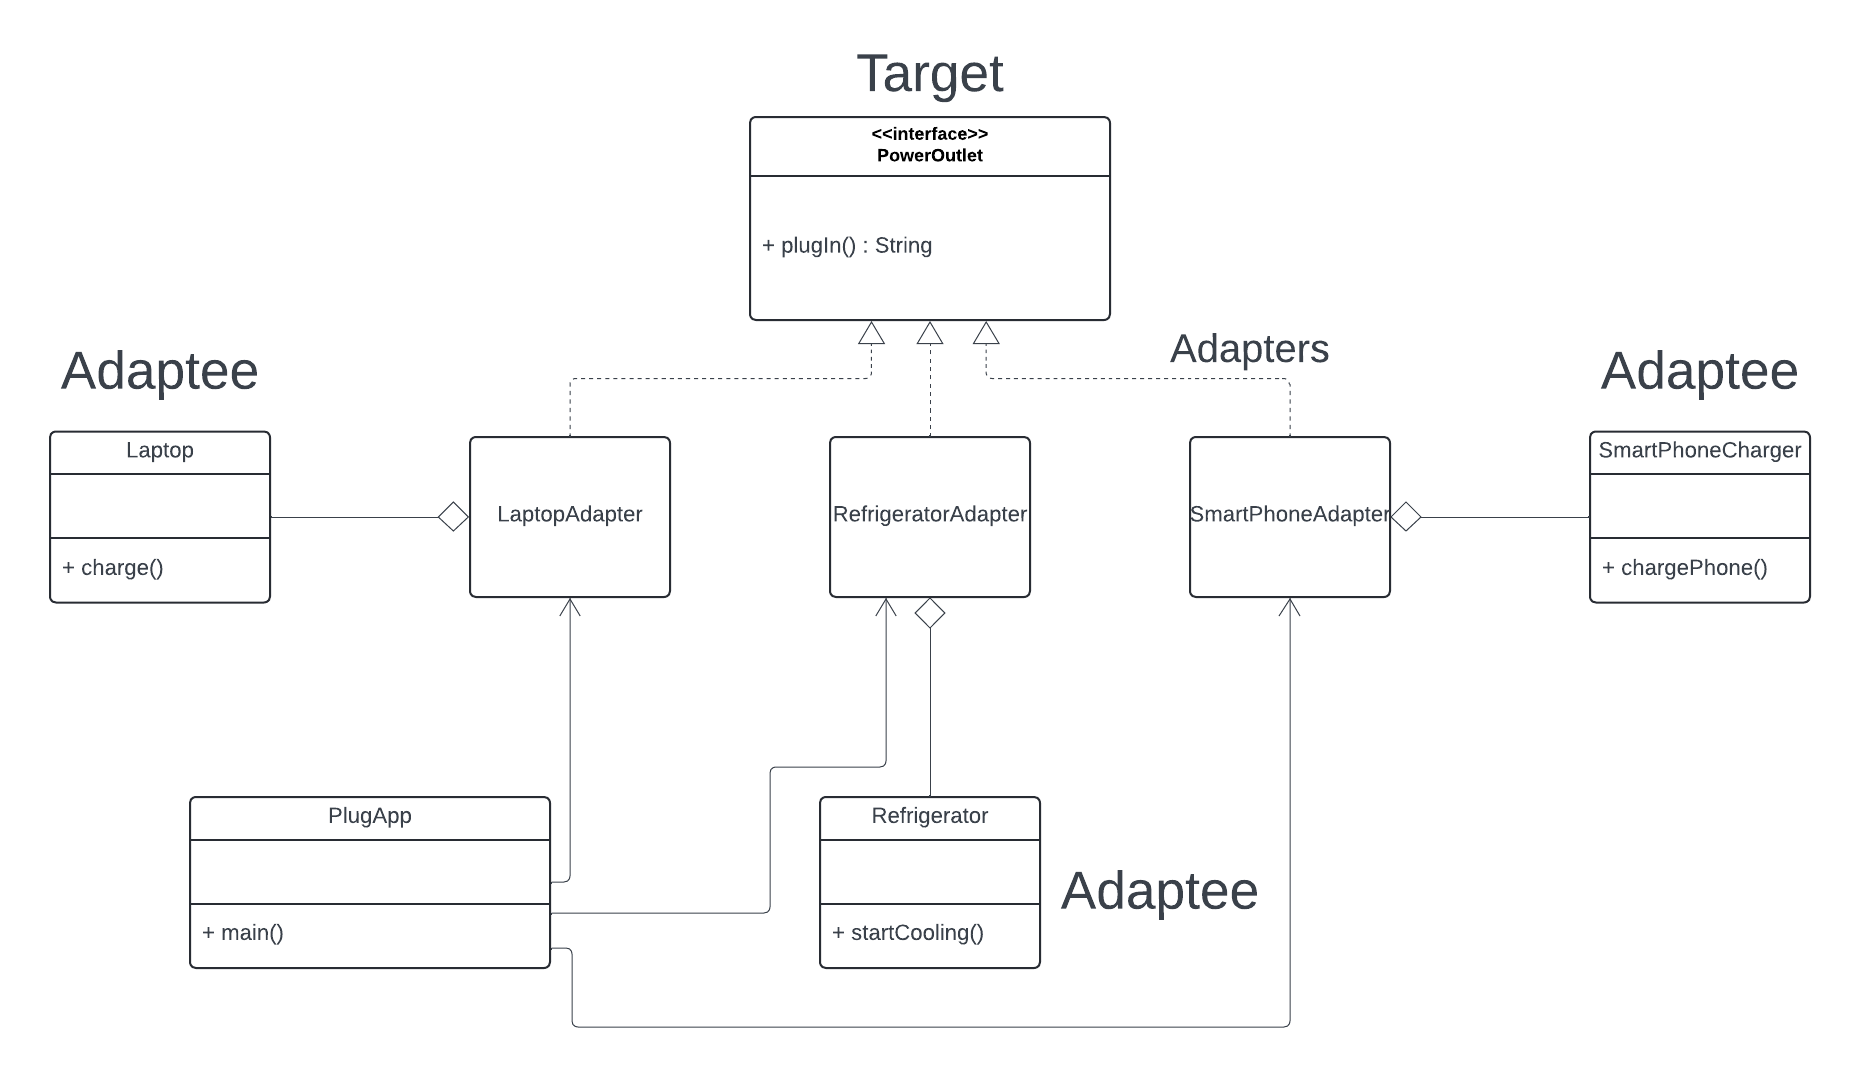 Target
<<interface>>
PowerOutlet
+ plugIn() : String
Adapters
Adaptee
Adaptee
Laptop
+ charge()
LaptopAdapter
RefrigeratorAdapter
SmartPhoneAdapter
SmartPhoneCharger
+ chargePhone()
PlugApp
+ main()
Refrigerator
+ startCooling()
Adaptee